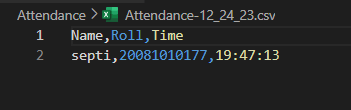 Attendance > Attendance-12_24_23.csv
1 Name,Roll,Time
2 septi,20081010177,19:47:13